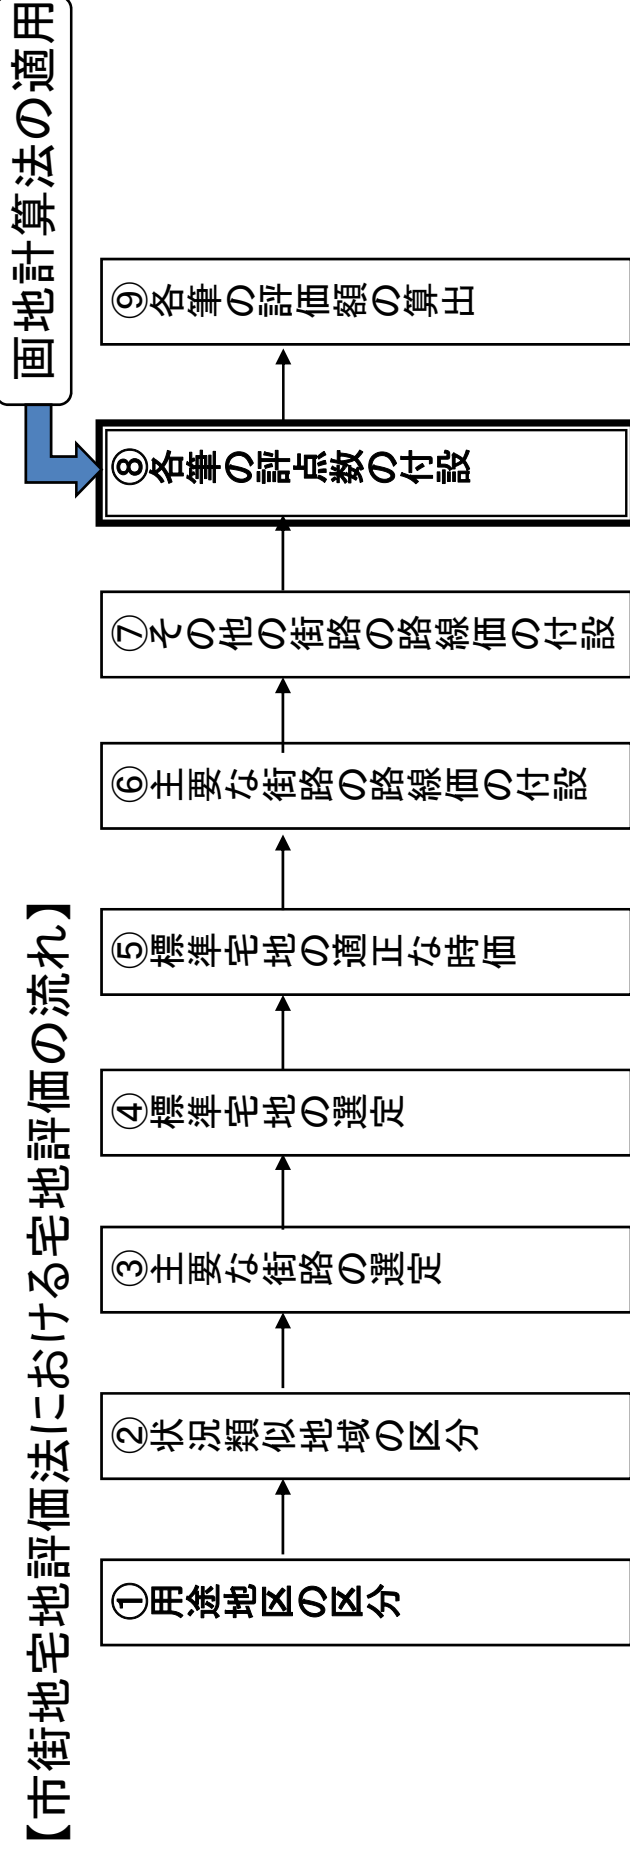 【市街地宅地評価法における宅地評価の流れ】
画地計算法の適用
①用途地区の区分
②状況類似地域の区分
③主要な街路の選定
④標準宅地の選定
⑤標準宅地の適正な時価
⑥主要な街路の路線価の付設
⑦その他の街路の路線価の付設
⑧各筆の評点数の付設
⑨各筆の評価額の算出